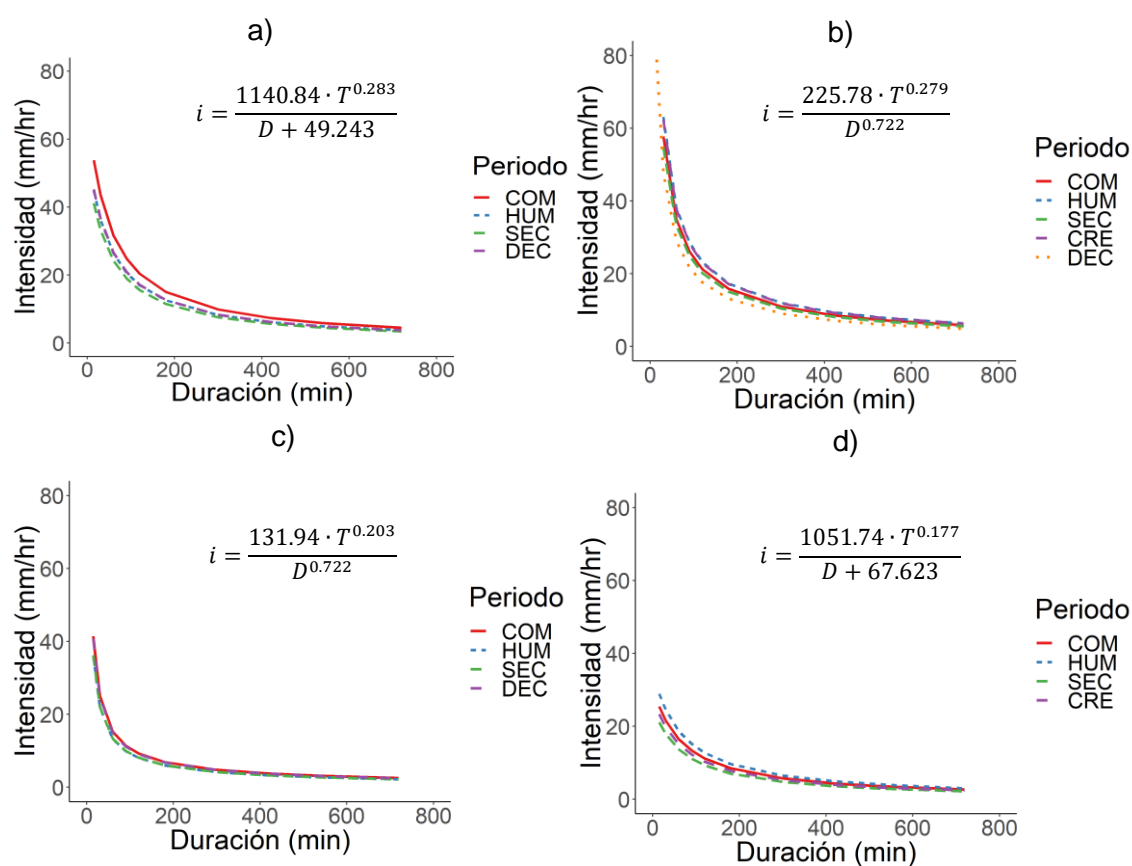 a)
i = 1140.84 · T^0.283 / D + 49.243
Intensidad (mm/hr)
80
60
40
20
0
0 200 400 600 800
Duración (min)
Periodo
COM
HUM
SEC
DEC
b)
i = 225.78 · T^0.279 / D^0.722
Intensidad (mm/hr)
80
60
40
20
0
0 200 400 600 800
Duración (min)
Periodo
COM
HUM
SEC
CRE
DEC
c)
i = 131.94 · T^0.203 / D^0.722
Intensidad (mm/hr)
80
60
40
20
0
0 200 400 600 800
Duración (min)
Periodo
COM
HUM
SEC
DEC
d)
i = 1051.74 · T^0.177 / D + 67.623
Intensidad (mm/hr)
80
60
40
20
0
0 200 400 600 800
Duración (min)
Periodo
COM
HUM
SEC
CRE